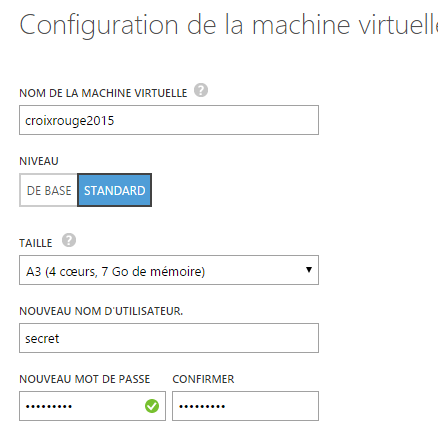 Configuration de la machine virtuelle
NOM DE LA MACHINE VIRTUELLE ?
croixrouge2015
NIVEAU
DE BASE STANDARD
TAILLE ?
A3 (4 cœurs, 7 Go de mémoire)
NOUVEAU NOM D'UTILISATEUR.
secret
NOUVEAU MOT DE PASSE CONFIRMER
••••••••• •••••••••